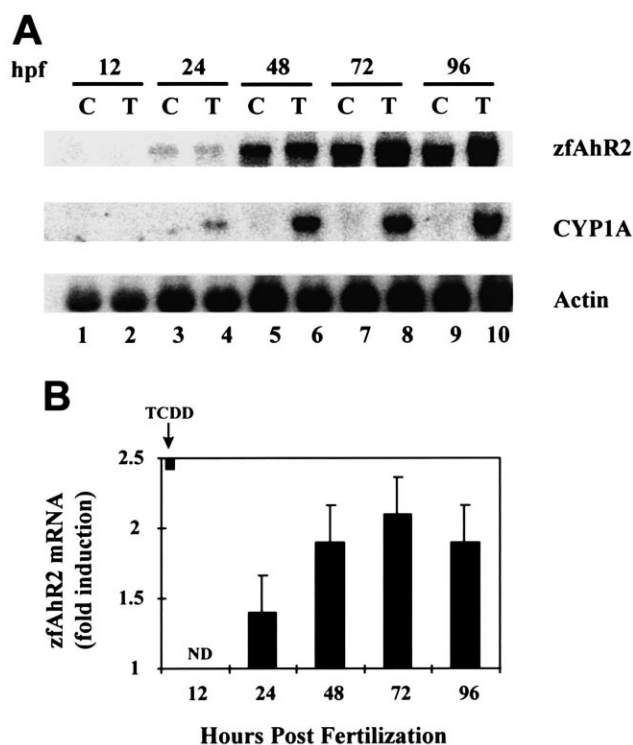 A
hpf 12 24 48 72 96
C T C T C T C T C T
zfAhR2
CYP1A
Actin
1 2 3 4 5 6 7 8 9 10
B
TCDD
2.5
2
1.5
1
zfAhR2 mRNA
(fold induction)
ND
12 24 48 72 96
Hours Post Fertilization